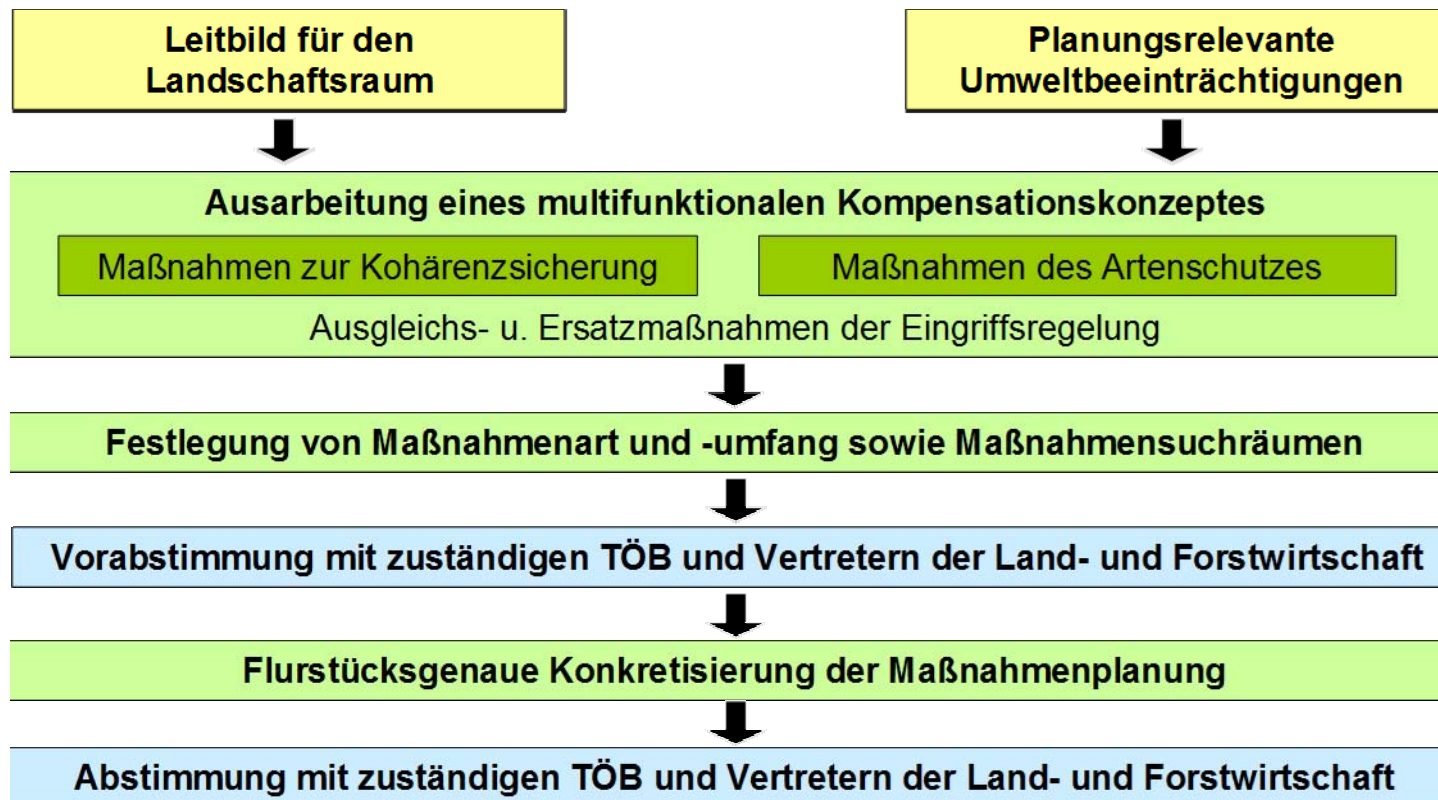 Leitbild für den
Landschaftsraum
Planungsrelevante
Umweltbeeinträchtigungen
Ausarbeitung eines multifunktionalen Kompensationskonzeptes
Maßnahmen zur Kohärenzsicherung
Maßnahmen des Artenschutzes
Ausgleichs- u. Ersatzmaßnahmen der Eingriffsregelung
Festlegung von Maßnahmenart und -umfang sowie Maßnahmensuchräumen
Vorabstimmung mit zuständigen TÖB und Vertretern der Land- und Forstwirtschaft
Flurstücksgenaue Konkretisierung der Maßnahmenplanung
Abstimmung mit zuständigen TÖB und Vertretern der Land- und Forstwirtschaft